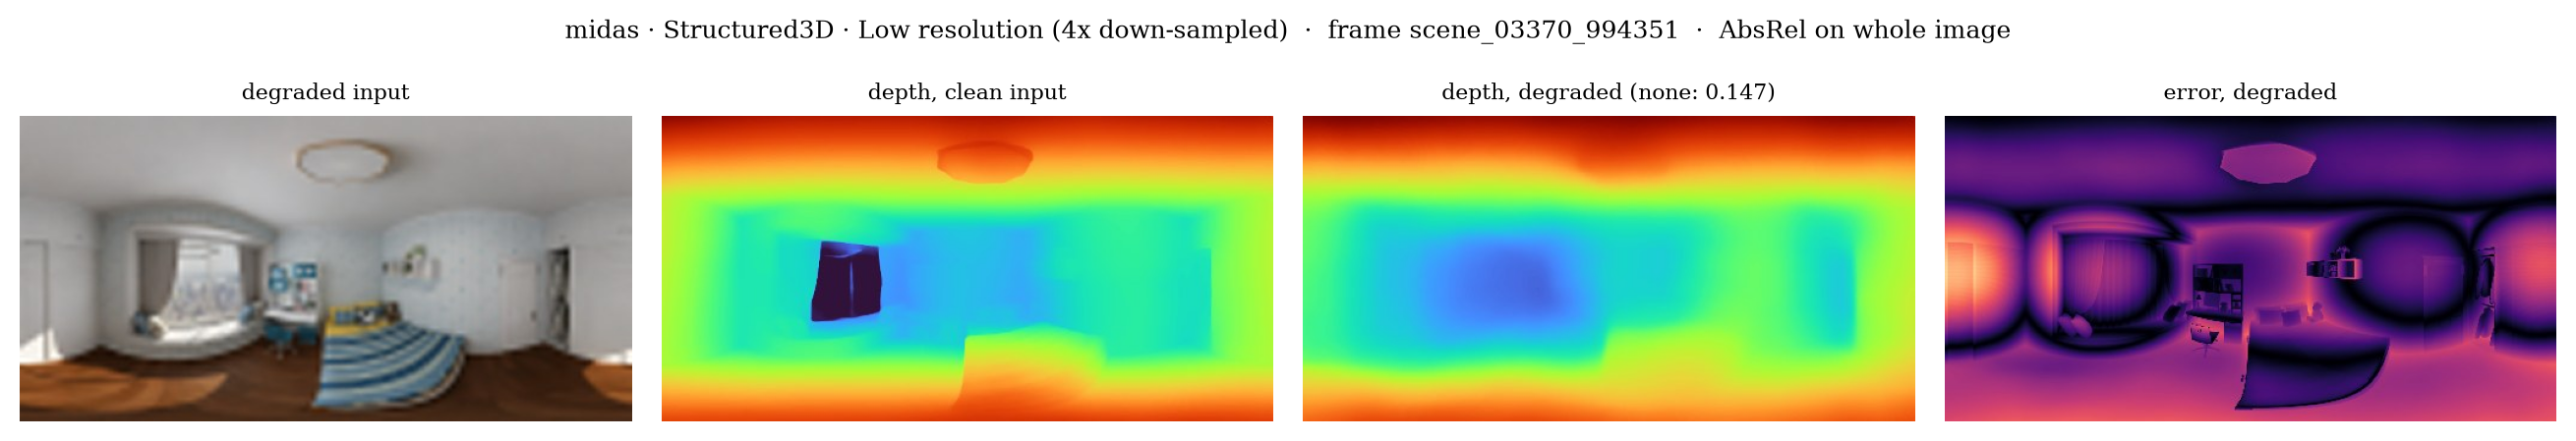 midas · Structured3D · Low resolution (4x down-sampled) · frame scene_03370_994351 · AbsRel on whole image
degraded input
depth, clean input
depth, degraded (none: 0.147)
error, degraded